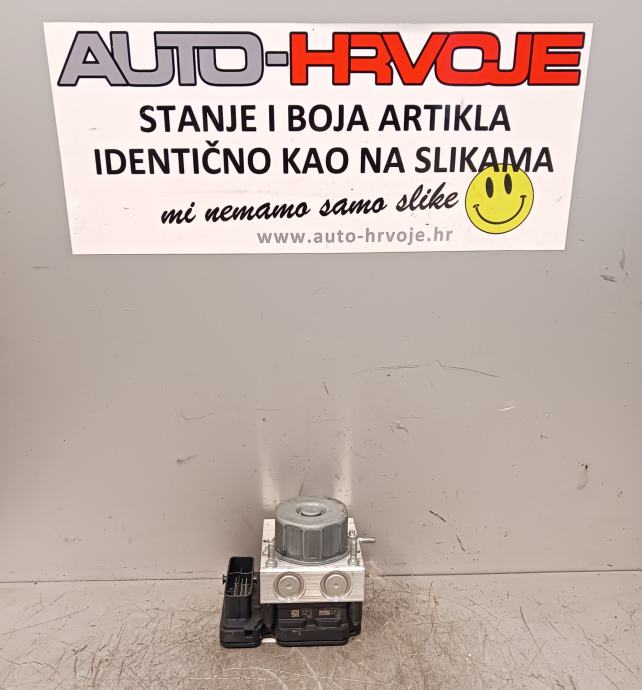 AUTO-HRVOJE
STANJE I BOJA ARTIKLA
IDENTIČNO KAO NA SLIKAMA
mi nemamo samo slike
www.auto-hrvoje.hr